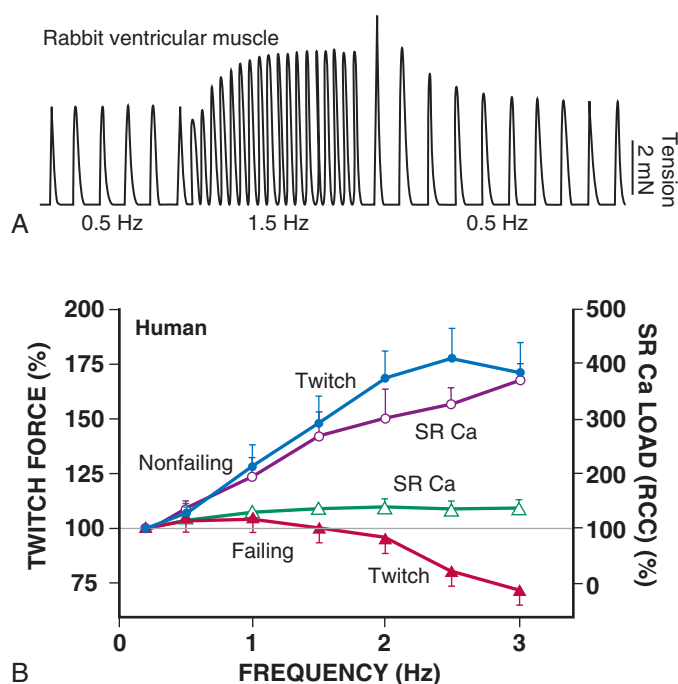 Rabbit ventricular muscle
Tension
2 mN
A
0.5 Hz 1.5 Hz 0.5 Hz
200 500
Human
175 400
Twitch
150 300
SR Ca
Nonfailing
125 200
SR Ca
100 100
Failing
75 0
Twitch
TWITCH FORCE (%)
SR Ca LOAD (RCC) (%)
0 1 2 3
B
FREQUENCY (Hz)